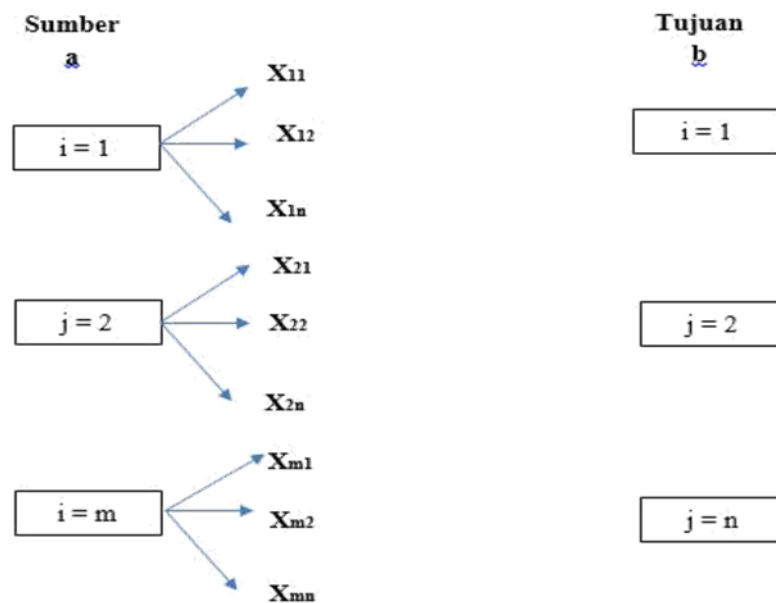 Sumber
a
Tujuan
b
X11
i = 1
X12
i = 1
X1n
X21
j = 2
X22
j = 2
X2n
Xm1
i = m
Xm2
j = n
Xmn